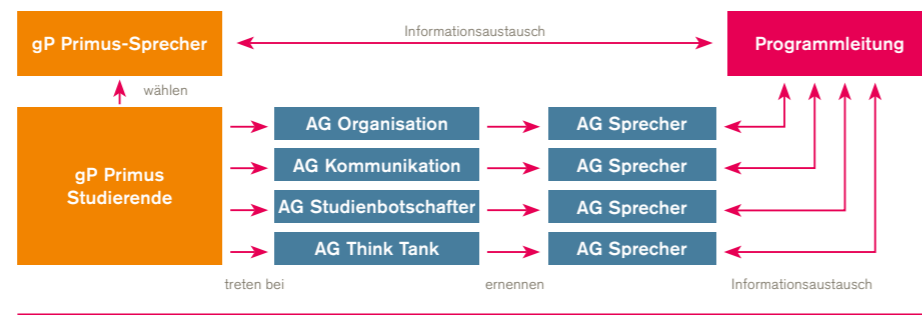 gP Primus-Sprecher
Informationsaustausch
Programmleitung
wählen
gP Primus
Studierende
AG Organisation
AG Sprecher
AG Kommunikation
AG Sprecher
AG Studienbotschafter
AG Sprecher
AG Think Tank
AG Sprecher
treten bei
ernennen
Informationsaustausch